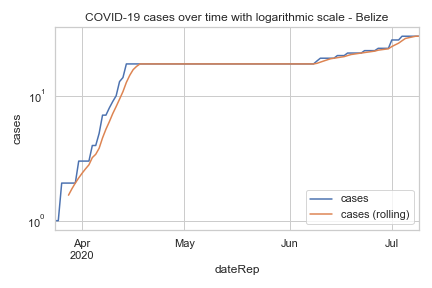 COVID-19 cases over time with logarithmic scale - Belize
cases
10¹
10⁰
cases
cases (rolling)
Apr
2020
May
Jun
Jul
dateRep